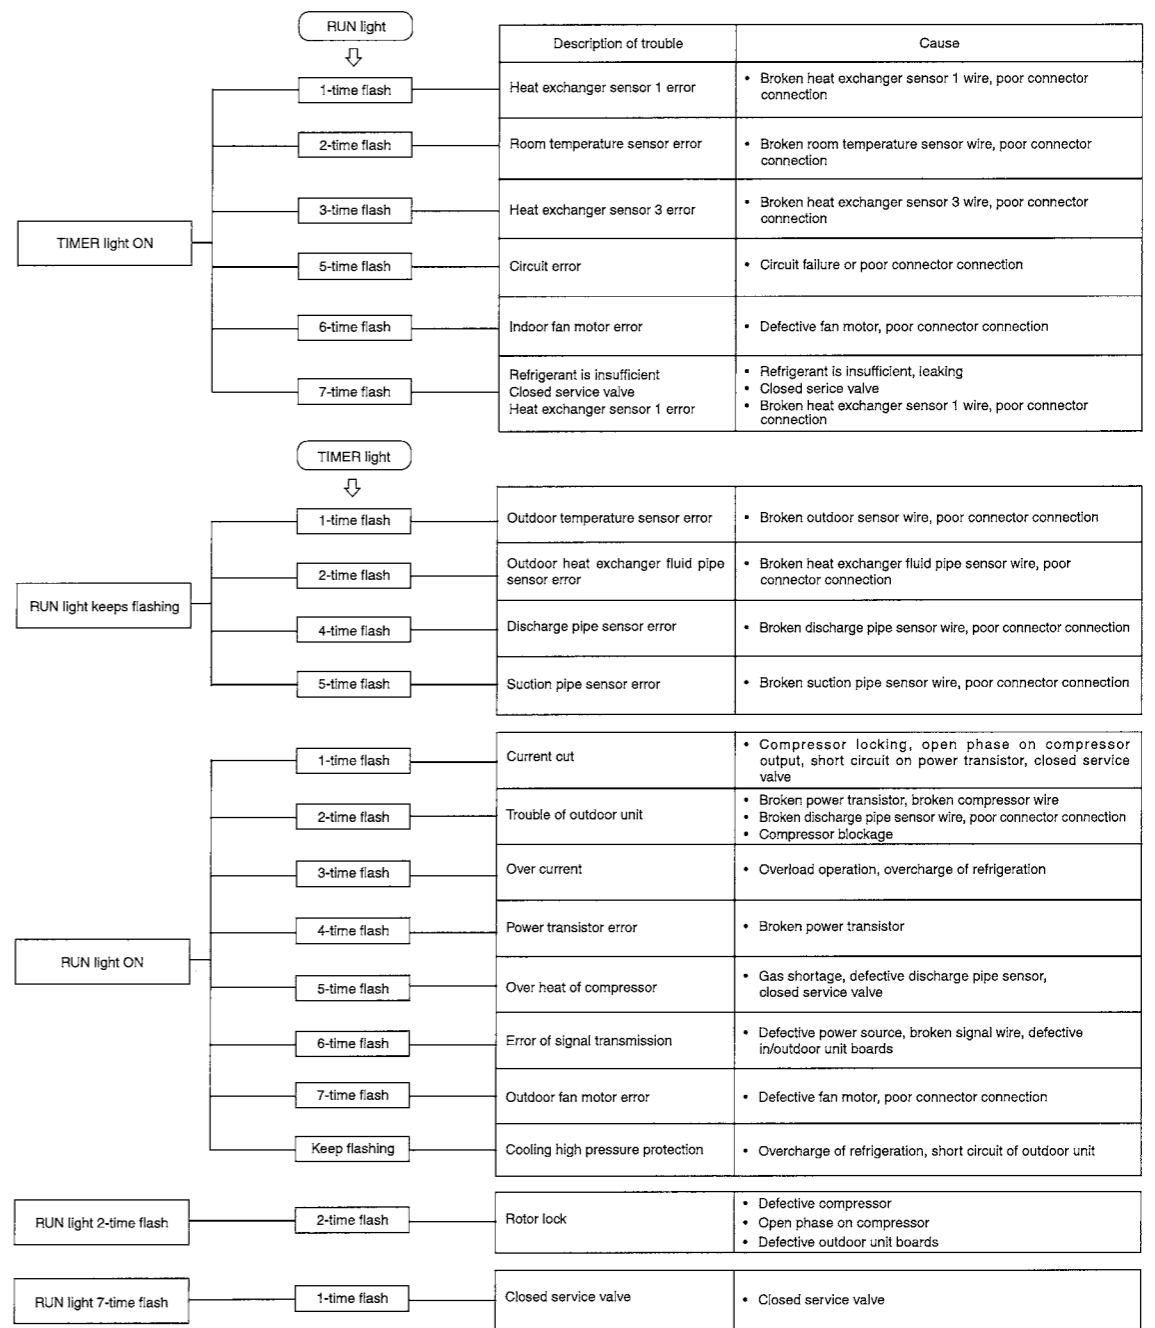 RUN light
Description of trouble
Cause
1-time flash
Heat exchanger sensor 1 error
• Broken heat exchanger sensor 1 wire, poor connector
connection
2-time flash
Room temperature sensor error
• Broken room temperature sensor wire, poor connector
connection
3-time flash
Heat exchanger sensor 3 error
• Broken heat exchanger sensor 3 wire, poor connector
connection
TIMER light ON
5-time flash
Circuit error
• Circuit failure or poor connector connection
6-time flash
Indoor fan motor error
• Defective fan motor, poor connector connection
7-time flash
Refrigerant is insufficient
Closed service valve
Heat exchanger sensor 1 error
• Refrigerant is insufficient, leaking
• Closed serice valve
• Broken heat exchanger sensor 1 wire, poor connector
connection
TIMER light
1-time flash
Outdoor temperature sensor error
• Broken outdoor sensor wire, poor connector connection
2-time flash
Outdoor heat exchanger fluid pipe
sensor error
• Broken heat exchanger fluid pipe sensor wire, poor
connector connection
RUN light keeps flashing
4-time flash
Discharge pipe sensor error
• Broken discharge pipe sensor wire, poor connector connection
5-time flash
Suction pipe sensor error
• Broken suction pipe sensor wire, poor connector connection
1-time flash
Current cut
• Compressor locking, open phase on compressor
output, short circuit on power transistor, closed service
valve
2-time flash
Trouble of outdoor unit
• Broken power transistor, broken compressor wire
• Broken discharge pipe sensor wire, poor connector connection
• Compressor blockage
3-time flash
Over current
• Overload operation, overcharge of refrigeration
4-time flash
Power transistor error
• Broken power transistor
RUN light ON
5-time flash
Over heat of compressor
• Gas shortage, defective discharge pipe sensor,
closed service valve
6-time flash
Error of signal transmission
• Defective power source, broken signal wire, defective
in/outdoor unit boards
7-time flash
Outdoor fan motor error
• Defective fan motor, poor connector connection
Keep flashing
Cooling high pressure protection
• Overcharge of refrigeration, short circuit of outdoor unit
RUN light 2-time flash
2-time flash
Rotor lock
• Defective compressor
• Open phase on compressor
• Defective outdoor unit boards
RUN light 7-time flash
1-time flash
Closed service valve
• Closed service valve